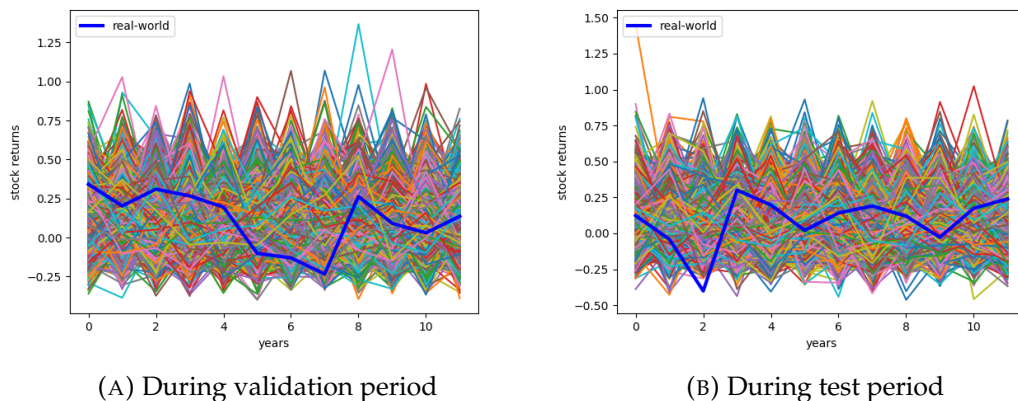 real-world
1.25
1.00
0.75
0.50
0.25
0.00
−0.25
stock returns
0 2 4 6 8 10
years
(A) During validation period
real-world
1.50
1.25
1.00
0.75
0.50
0.25
0.00
−0.25
−0.50
stock returns
0 2 4 6 8 10
years
(B) During test period